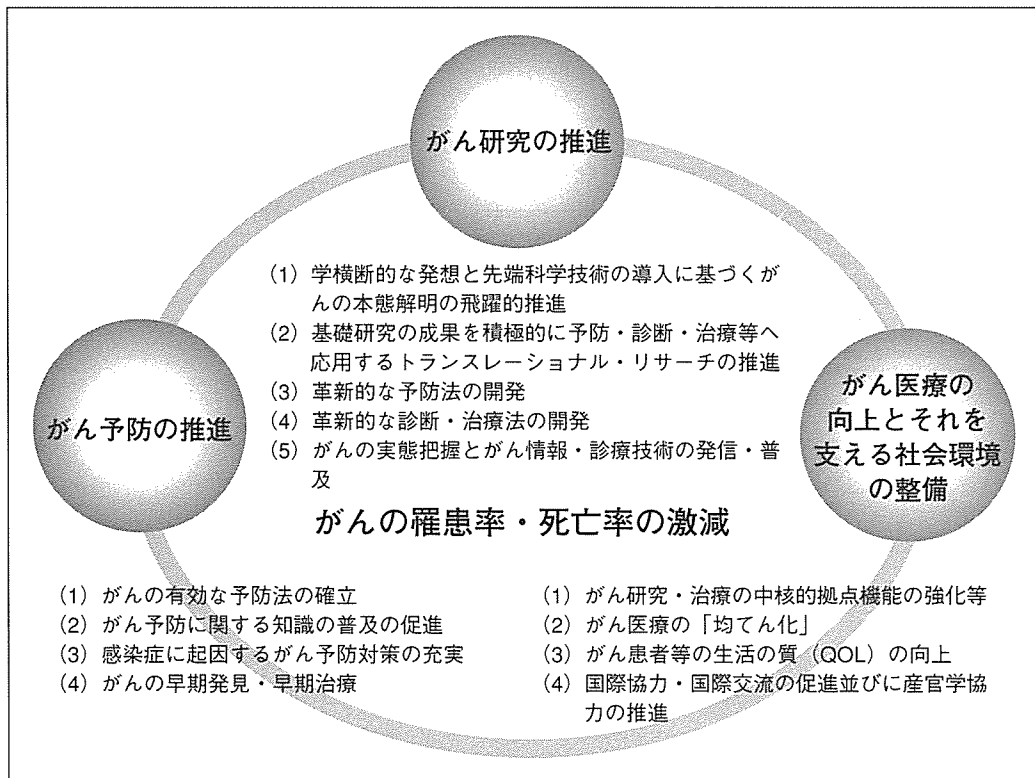 がん研究の推進
(1) 学横断的な発想と先端科学技術の導入に基づくが
んの本態解明の飛躍的推進
(2) 基礎研究の成果を積極的に予防・診断・治療等へ
応用するトランスレーショナル・リサーチの推進
(3) 革新的な予防法の開発
(4) 革新的な診断・治療法の開発
(5) がんの実態把握とがん情報・診療技術の発信・普
及
がん予防の推進
がん医療の
向上とそれを
支える社会環境
の整備
がんの罹患率・死亡率の激減
(1) がんの有効な予防法の確立
(2) がん予防に関する知識の普及の促進
(3) 感染症に起因するがん予防対策の充実
(4) がんの早期発見・早期治療
(1) がん研究・治療の中核的拠点機能の強化等
(2) がん医療の「均てん化」
(3) がん患者等の生活の質（QOL）の向上
(4) 国際協力・国際交流の促進並びに産官学協
力の推進